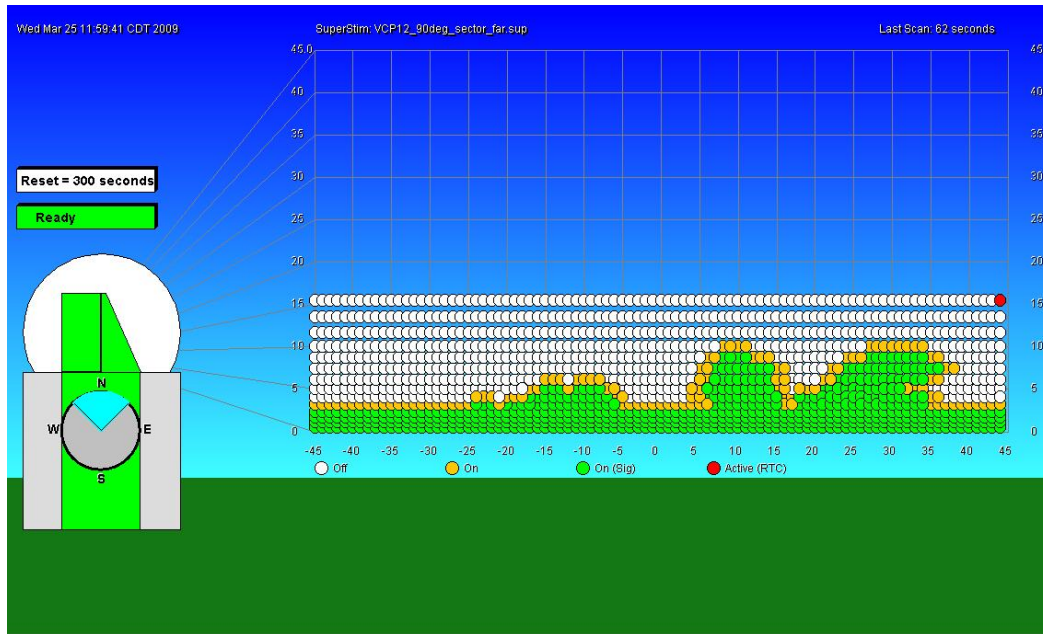 Wed Mar 25 11:59:41 CDT 2009
SuperStim: VCP12_90deg_sector_far.sup
Last Scan: 62 seconds
45.0
45
40
40
35
35
30
30
25
25
20
20
15
15
10
10
5
5
0
0
Reset = 300 seconds
Ready
N
W
E
S
-45 -40 -35 -30 -25 -20 -15 -10 -5 0 5 10 15 20 25 30 35 40 45
Off On On (Sig) Active (RTC)